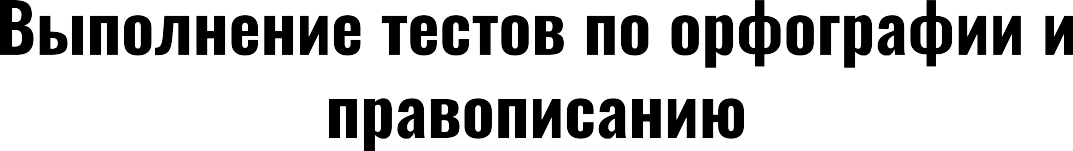 Выполнение тестов по орфографии и
правописанию